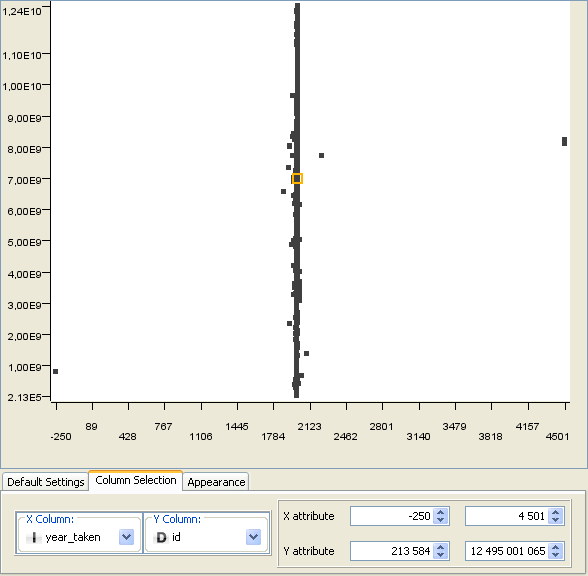 1,24E10
1,10E10
1,00E10
9,00E9
8,00E9
7,00E9
6,00E9
5,00E9
4,00E9
3,00E9
2,00E9
1,00E9
2.13E5
89 767 1445 2123 2801 3479 4157
-250 428 1106 1784 2462 3140 3818 4501
Default Settings Column Selection Appearance
X Column: Y Column:
I year_taken D id
X attribute -250 4 501
Y attribute 213 584 12 495 001 065